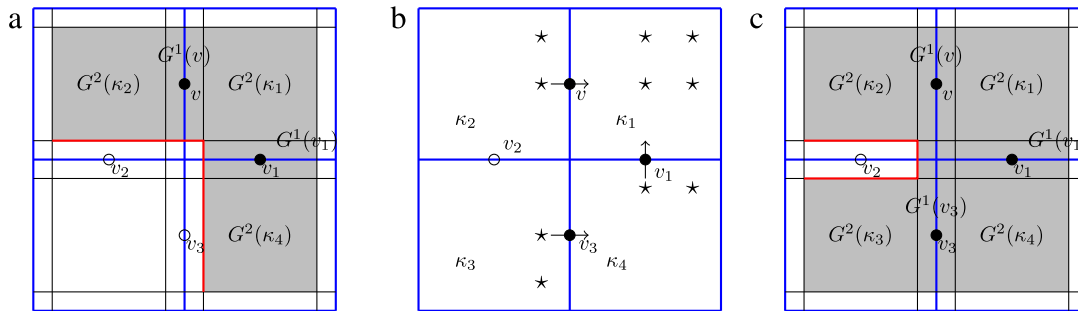 a
b
c
G¹(v)
G²(κ₂)
G²(κ₁)
v
G¹(v₁)
v₂
v₁
v₃
G²(κ₄)
v
κ₂
κ₁
v₂
v₁
v₃
κ₃
κ₄
G¹(v)
G²(κ₂)
G²(κ₁)
v
G¹(v₁
v₂
v₁
G¹(v₃)
G²(κ₃)
G²(κ₄)
v₃